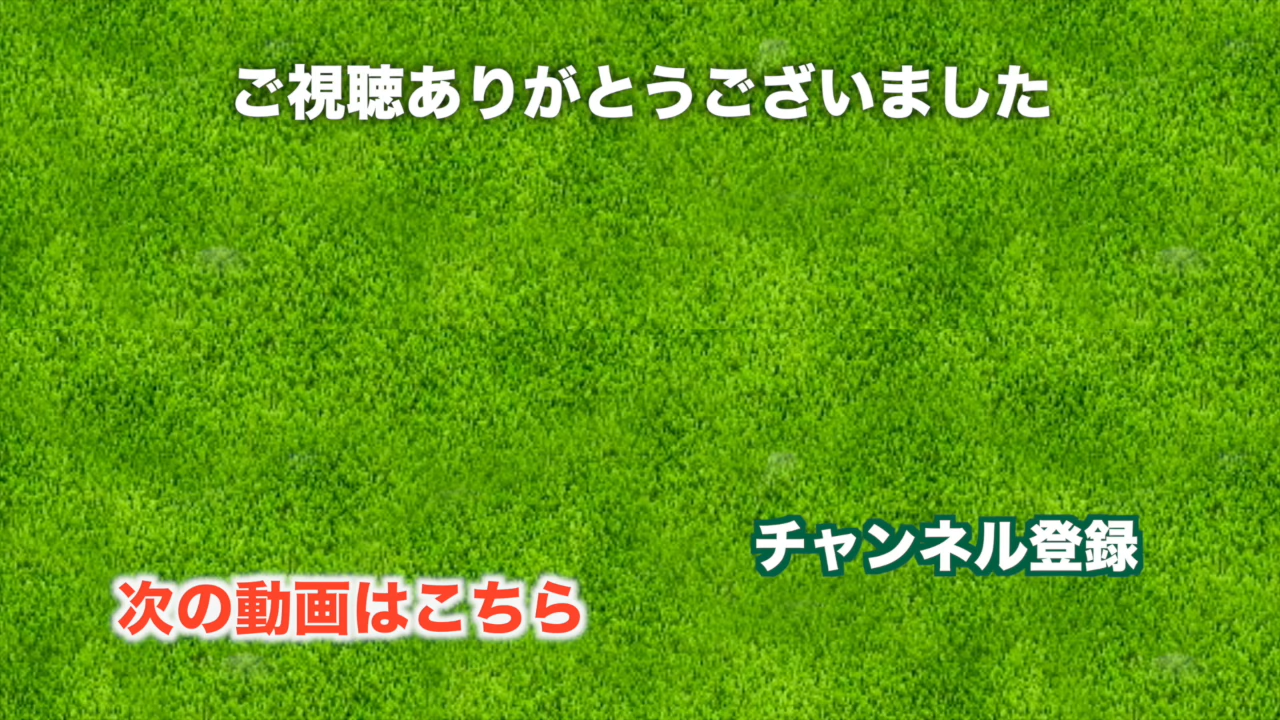 ご視聴ありがとうございました
チャンネル登録
次の動画はこちら